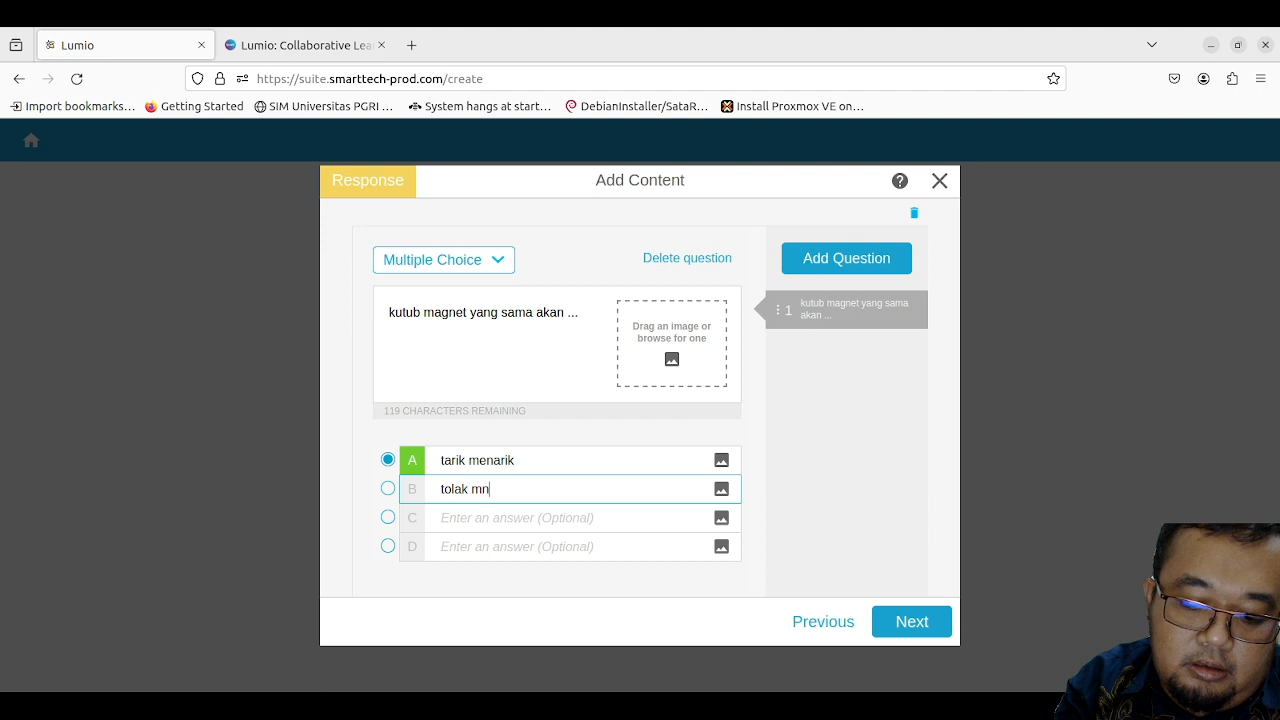 Lumio
Lumio: Collaborative Lea
https://suite.smarttech-prod.com/create
Import bookmarks...
Getting Started
SIM Universitas PGRI ...
System hangs at start...
DebianInstaller/SataR...
Install Proxmox VE on...
Response
Add Content
Multiple Choice
Delete question
Add Question
kutub magnet yang sama akan ...
Drag an image or
browse for one
1
kutub magnet yang sama
akan ...
119 CHARACTERS REMAINING
A tarik menarik
B tolak mn
C Enter an answer (Optional)
D Enter an answer (Optional)
Previous
Next